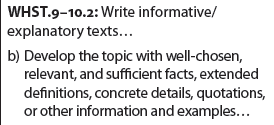 WHST.9–10.2: Write informative/
explanatory texts…
b) Develop the topic with well-chosen,
relevant, and sufficient facts, extended
definitions, concrete details, quotations,
or other information and examples…